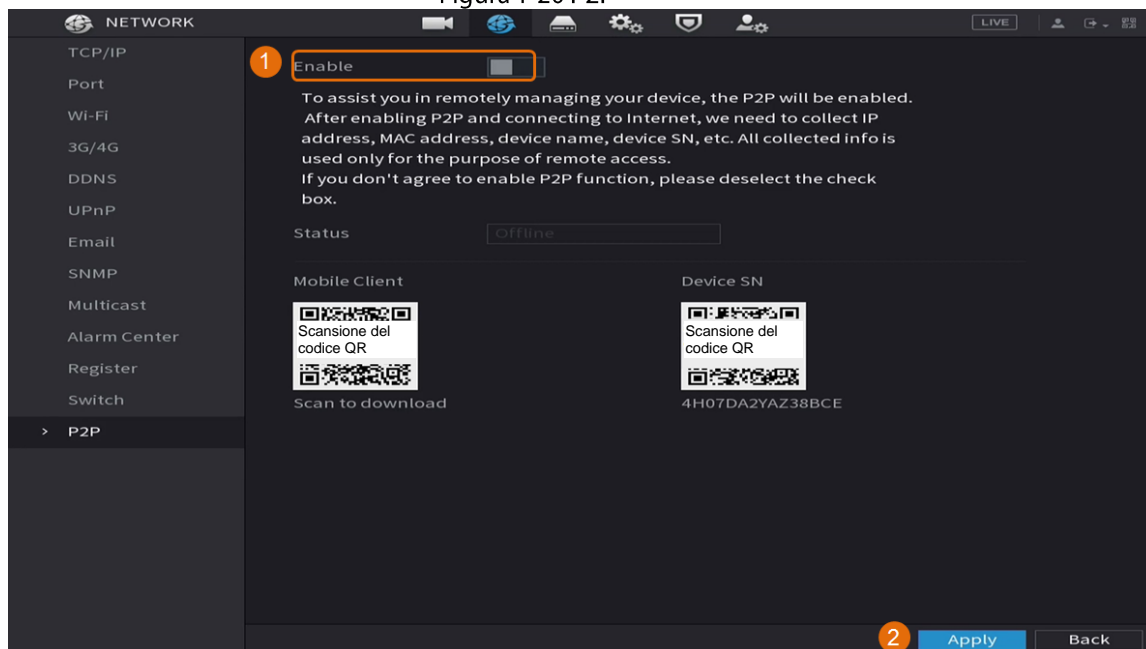 NETWORK
LIVE
TCP/IP
Port
Wi-Fi
3G/4G
DDNS
UPnP
Email
SNMP
Multicast
Alarm Center
Register
Switch
> P2P
1
Enable
To assist you in remotely managing your device, the P2P will be enabled.
After enabling P2P and connecting to Internet, we need to collect IP
address, MAC address, device name, device SN, etc. All collected info is
used only for the purpose of remote access.
If you don't agree to enable P2P function, please deselect the check
box.
Status Offline
Mobile Client
Scansione del
codice QR
Scan to download
Device SN
Scansione del
codice QR
4H07DA2YAZ38BCE
2
Apply
Back